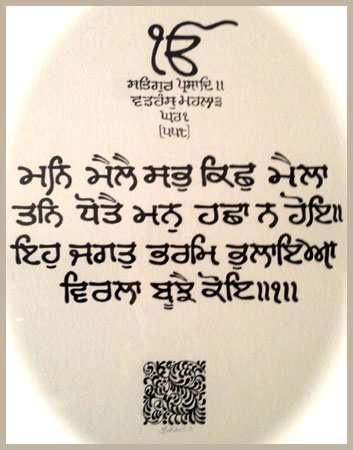 ੴ
ਸਤਿਗੁਰ ਪ੍ਰਸਾਦਿ ॥
ਵਡਹੰਸੁ ਮਹਲਾ ੩
ਘਰੁ ੧
[੫੫੮]
ਮਨਿ ਮੈਲੈ ਸਭੁ ਕਿਛੁ ਮੈਲਾ
ਤਨਿ ਧੋਤੈ ਮਨੁ ਹਛਾ ਨ ਹੋਇ॥
ਇਹੁ ਜਗਤੁ ਭਰਮਿ ਭੁਲਾਇਆ
ਵਿਰਲਾ ਬੂਝੈ ਕੋਇ॥੧॥